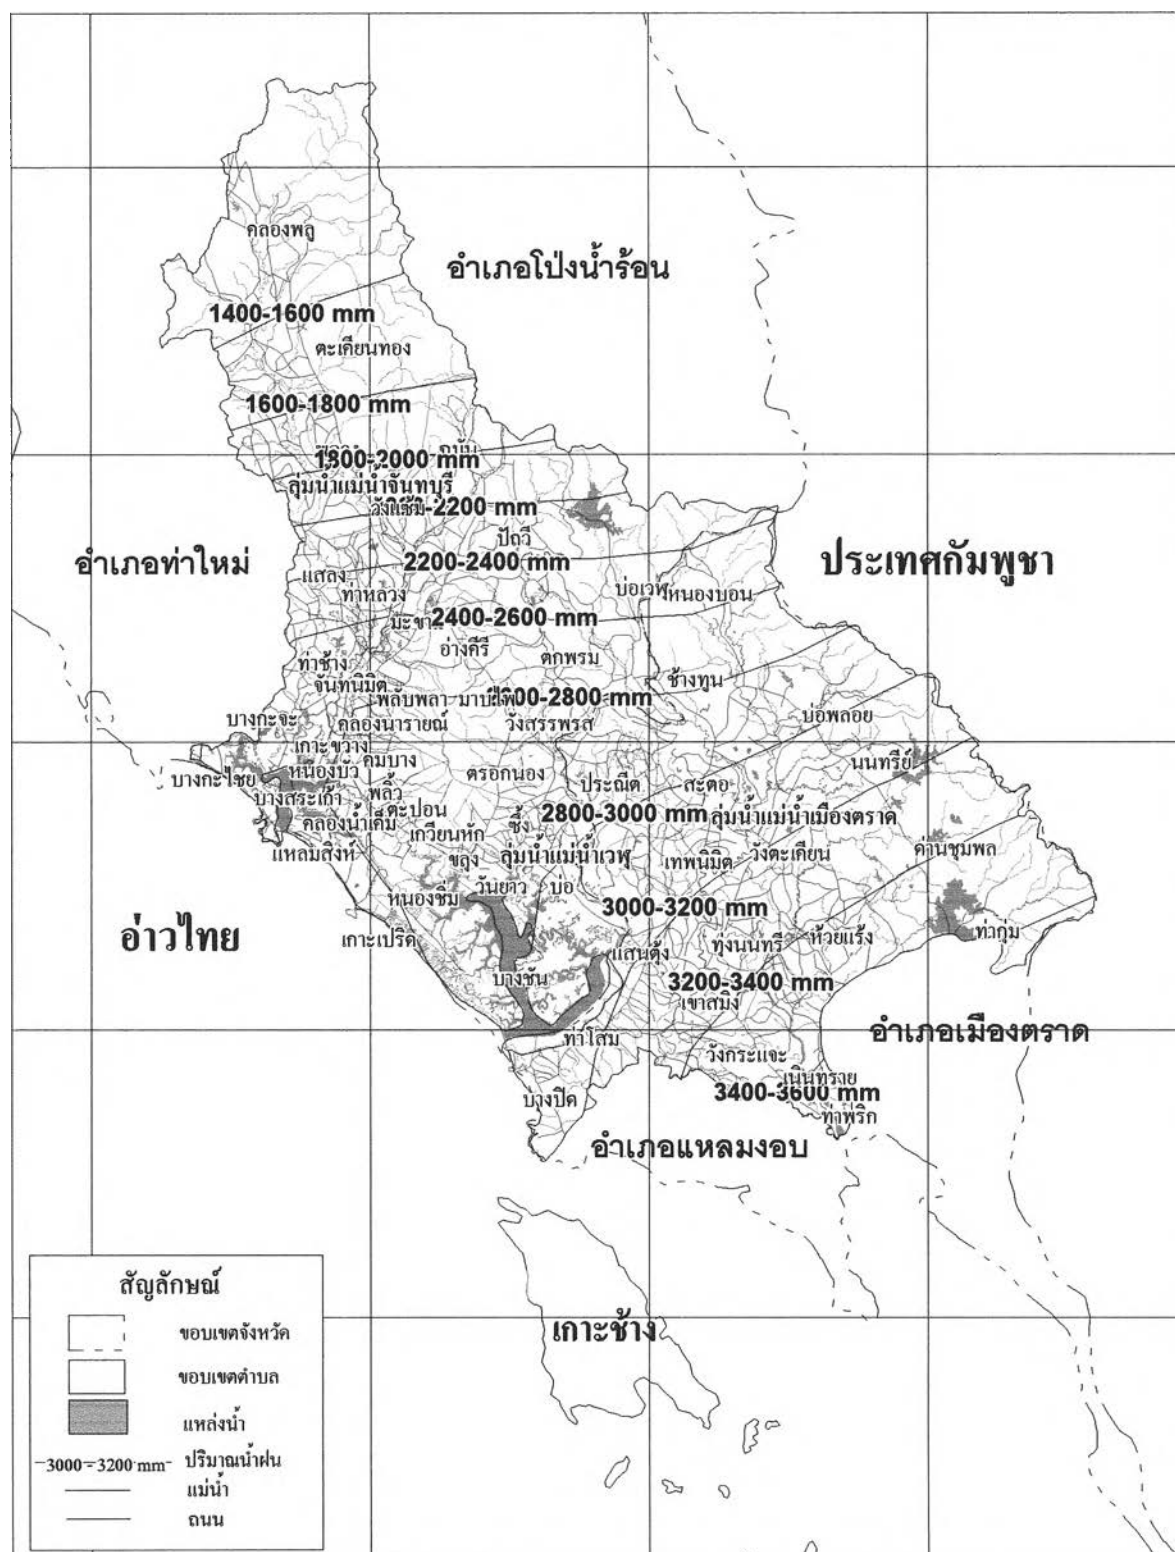 คลองพลู
อำเภอโป่งน้ำร้อน
1400-1600 mm
ตะเคียนทอง
1600-1800 mm
1800-2000 mm
ลุ่มน้ำแม่น้ำจันทบุรี
-2200 mm
ปัถวี
อำเภอท่าใหม่
2200-2400 mm
ประเทศกัมพูชา
แสลง
ท่าหลวง
บ่อเวฬุ
หนองบอน
2400-2600 mm
อ่างคีรี
ตกพรม
ท่าช้าง
ช้างทูน
จันทนิมิต
พลับพลา
00-2800 mm
บางกะจะ
คลองนารายณ์
วังสรรพรส
บ่อพลอย
เกาะขวาง
คมบาง
นนทรีย์
บางกะไชย
หนองบัว
ตรอกนอง
ประณีต
สะตอ
บางสระเก้า
พลิ้ว
ตะปอน
2800-3000 mm
ลุ่มน้ำแม่น้ำเมืองตราด
คลองน้ำเค็ม
เกวียนหัก
ซึ้ง
แหลมสิงห์
ขลุง
ลุ่มน้ำแม่น้ำเวฬุ
เทพนิมิต
วังตะเคียน
ด่านชุมพล
หนองชิ่ม
วันยาว
บ่อ
3000-3200 mm
อ่าวไทย
เกาะเปริด
แสนตุ้ง
ทุ่งนนทรี
ห้วยแร้ง
ท่ากุ่ม
บางชัน
3200-3400 mm
เขาสมิง
อำเภอเมืองตราด
ท่าโสม
วังกระแจะ
เนินทราย
บางปิด
3400-3600 mm
ท่าพริก
อำเภอแหลมงอบ
เกาะช้าง
สัญลักษณ์
ขอบเขตจังหวัด
ขอบเขตตำบล
แหล่งน้ำ
3000 - 3200 mm
ปริมาณน้ำฝน
แม่น้ำ
ถนน